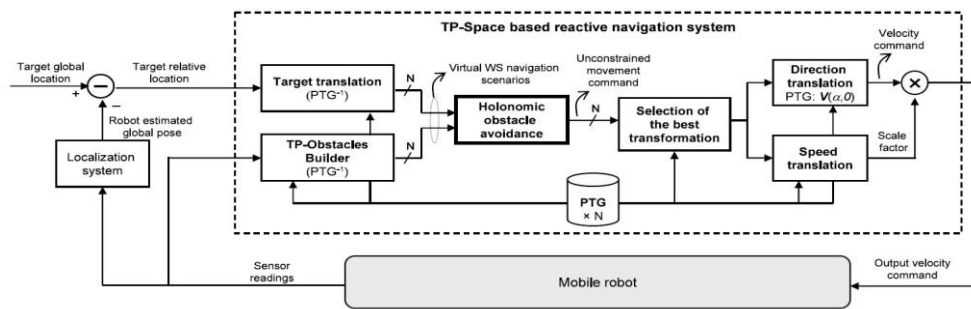 TP-Space based reactive navigation system
Target global
location
+
−
−
Target relative
location
Robot estimated
global pose
Localization
system
Target translation
(PTG⁻¹)
N
TP-Obstacles
Builder
(PTG⁻¹)
N
Virtual WS navigation
scenarios
Holonomic
obstacle
avoidance
Unconstrained
movement
command
N
Selection of
the best
transformation
Direction
translation
PTG: V(α,0)
Velocity
command
×
Speed
translation
Scale
factor
PTG
× N
Sensor
readings
Mobile robot
Output velocity
command